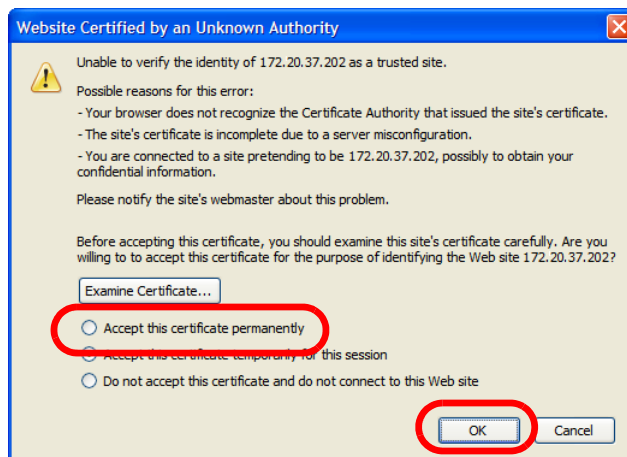 Website Certified by an Unknown Authority
Unable to verify the identity of 172.20.37.202 as a trusted site.
Possible reasons for this error:
- Your browser does not recognize the Certificate Authority that issued the site's certificate.
- The site's certificate is incomplete due to a server misconfiguration.
- You are connected to a site pretending to be 172.20.37.202, possibly to obtain your
confidential information.
Please notify the site's webmaster about this problem.
Before accepting this certificate, you should examine this site's certificate carefully. Are you
willing to to accept this certificate for the purpose of identifying the Web site 172.20.37.202?
Examine Certificate...
Accept this certificate permanently
Accept this certificate temporarily for this session
Do not accept this certificate and do not connect to this Web site
OK
Cancel